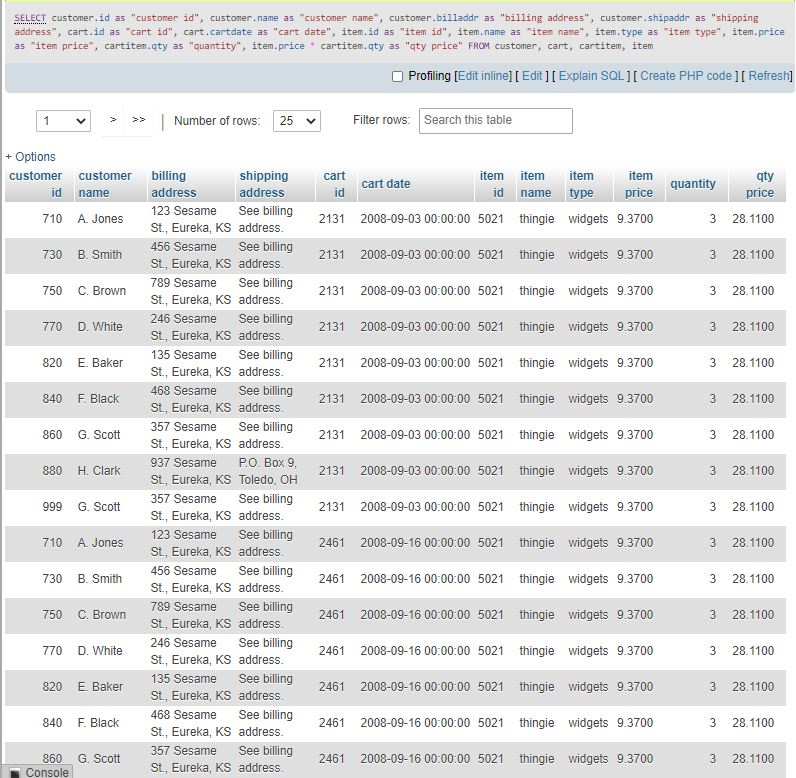 SELECT customer.id as "customer id", customer.name as "customer name", customer.billaddr as "billing address", customer.shipaddr as "shipping
address", cart.id as "cart id", cart.cartdate as "cart date", item.id as "item id", item.name as "item name", item.type as "item type", item.price
as "item price", cartitem.qty as "quantity", item.price * cartitem.qty as "qty price" FROM customer, cart, cartitem, item
Profiling [Edit inline] [ Edit ] [ Explain SQL ] [ Create PHP code ] [ Refresh]
1 > >> | Number of rows: 25 Filter rows: Search this table
+ Options
customer customer billing shipping cart cart date item item item item quantity qty
id name address address id id name type price price
710 A. Jones 123 Sesame See billing 2131 2008-09-03 00:00:00 5021 thingie widgets 9.3700 3 28.1100
St., Eureka, KS address.
730 B. Smith 456 Sesame See billing 2131 2008-09-03 00:00:00 5021 thingie widgets 9.3700 3 28.1100
St., Eureka, KS address.
750 C. Brown 789 Sesame See billing 2131 2008-09-03 00:00:00 5021 thingie widgets 9.3700 3 28.1100
St., Eureka, KS address.
770 D. White 246 Sesame See billing 2131 2008-09-03 00:00:00 5021 thingie widgets 9.3700 3 28.1100
St., Eureka, KS address.
820 E. Baker 135 Sesame See billing 2131 2008-09-03 00:00:00 5021 thingie widgets 9.3700 3 28.1100
St., Eureka, KS address.
840 F. Black 468 Sesame See billing 2131 2008-09-03 00:00:00 5021 thingie widgets 9.3700 3 28.1100
St., Eureka, KS address.
860 G. Scott 357 Sesame See billing 2131 2008-09-03 00:00:00 5021 thingie widgets 9.3700 3 28.1100
St., Eureka, KS address.
880 H. Clark 937 Sesame P.O. Box 9, 2131 2008-09-03 00:00:00 5021 thingie widgets 9.3700 3 28.1100
St., Eureka, KS Toledo, OH
999 G. Scott 357 Sesame See billing 2131 2008-09-03 00:00:00 5021 thingie widgets 9.3700 3 28.1100
St., Eureka, KS address.
710 A. Jones 123 Sesame See billing 2461 2008-09-16 00:00:00 5021 thingie widgets 9.3700 3 28.1100
St., Eureka, KS address.
730 B. Smith 456 Sesame See billing 2461 2008-09-16 00:00:00 5021 thingie widgets 9.3700 3 28.1100
St., Eureka, KS address.
750 C. Brown 789 Sesame See billing 2461 2008-09-16 00:00:00 5021 thingie widgets 9.3700 3 28.1100
St., Eureka, KS address.
770 D. White 246 Sesame See billing 2461 2008-09-16 00:00:00 5021 thingie widgets 9.3700 3 28.1100
St., Eureka, KS address.
820 E. Baker 135 Sesame See billing 2461 2008-09-16 00:00:00 5021 thingie widgets 9.3700 3 28.1100
St., Eureka, KS address.
840 F. Black 468 Sesame See billing 2461 2008-09-16 00:00:00 5021 thingie widgets 9.3700 3 28.1100
St., Eureka, KS address.
860 G. Scott 357 Sesame See billing 2461 2008-09-16 00:00:00 5021 thingie widgets 9.3700 3 28.1100
St., Eureka, KS address.
Console